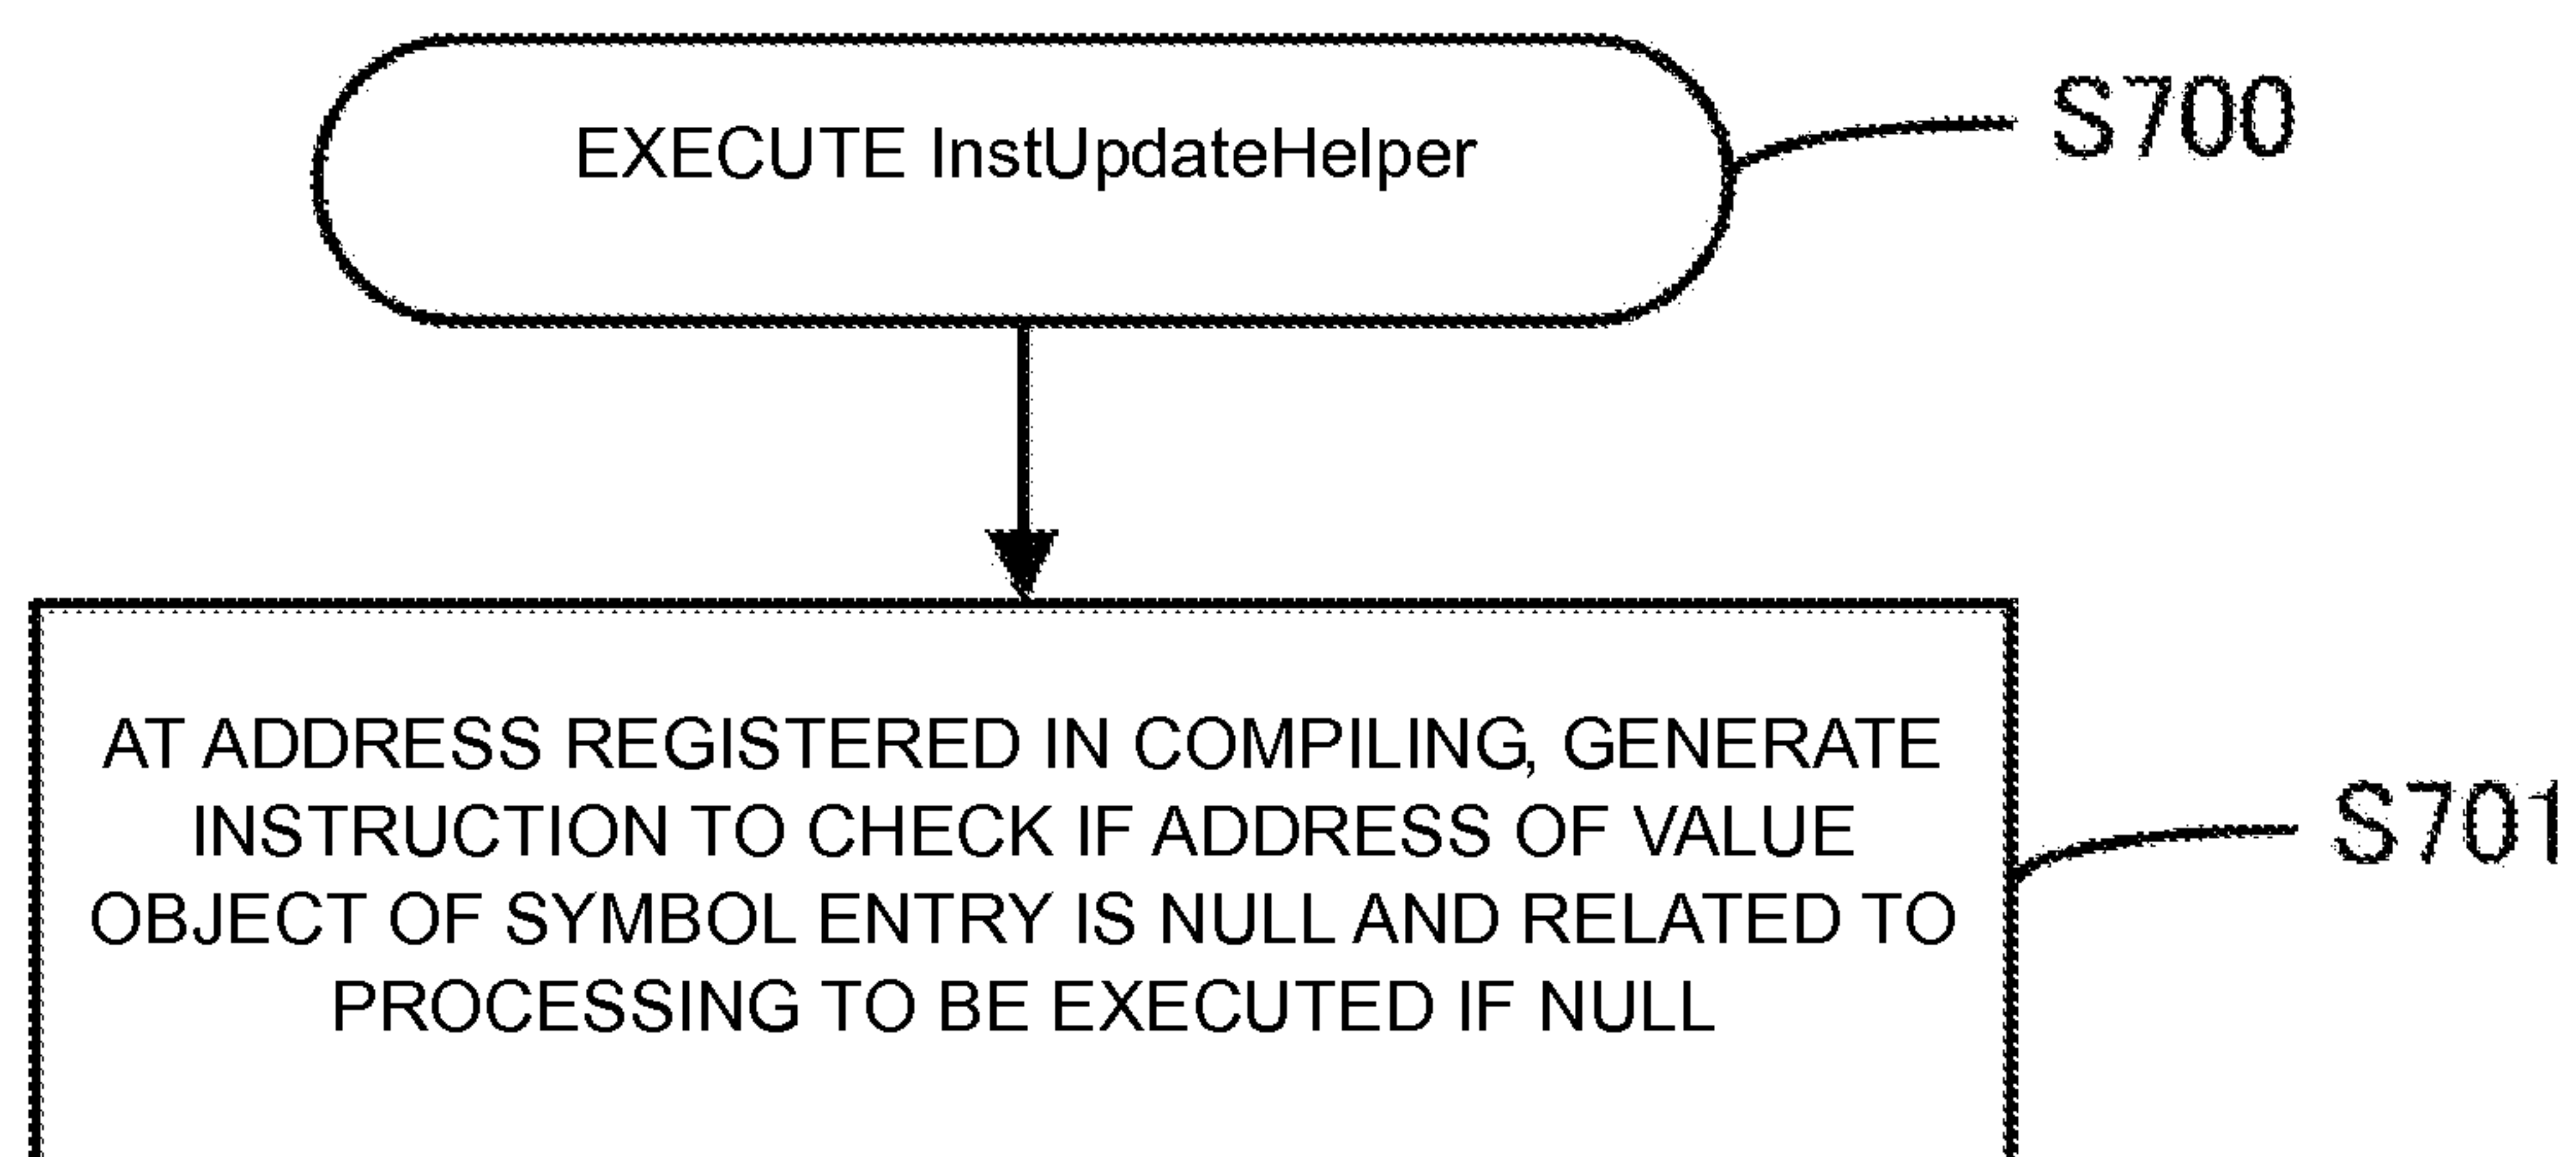 EXECUTE InstUpdateHelper
S700
AT ADDRESS REGISTERED IN COMPILING, GENERATE
INSTRUCTION TO CHECK IF ADDRESS OF VALUE
OBJECT OF SYMBOL ENTRY IS NULL AND RELATED TO
PROCESSING TO BE EXECUTED IF NULL
S701